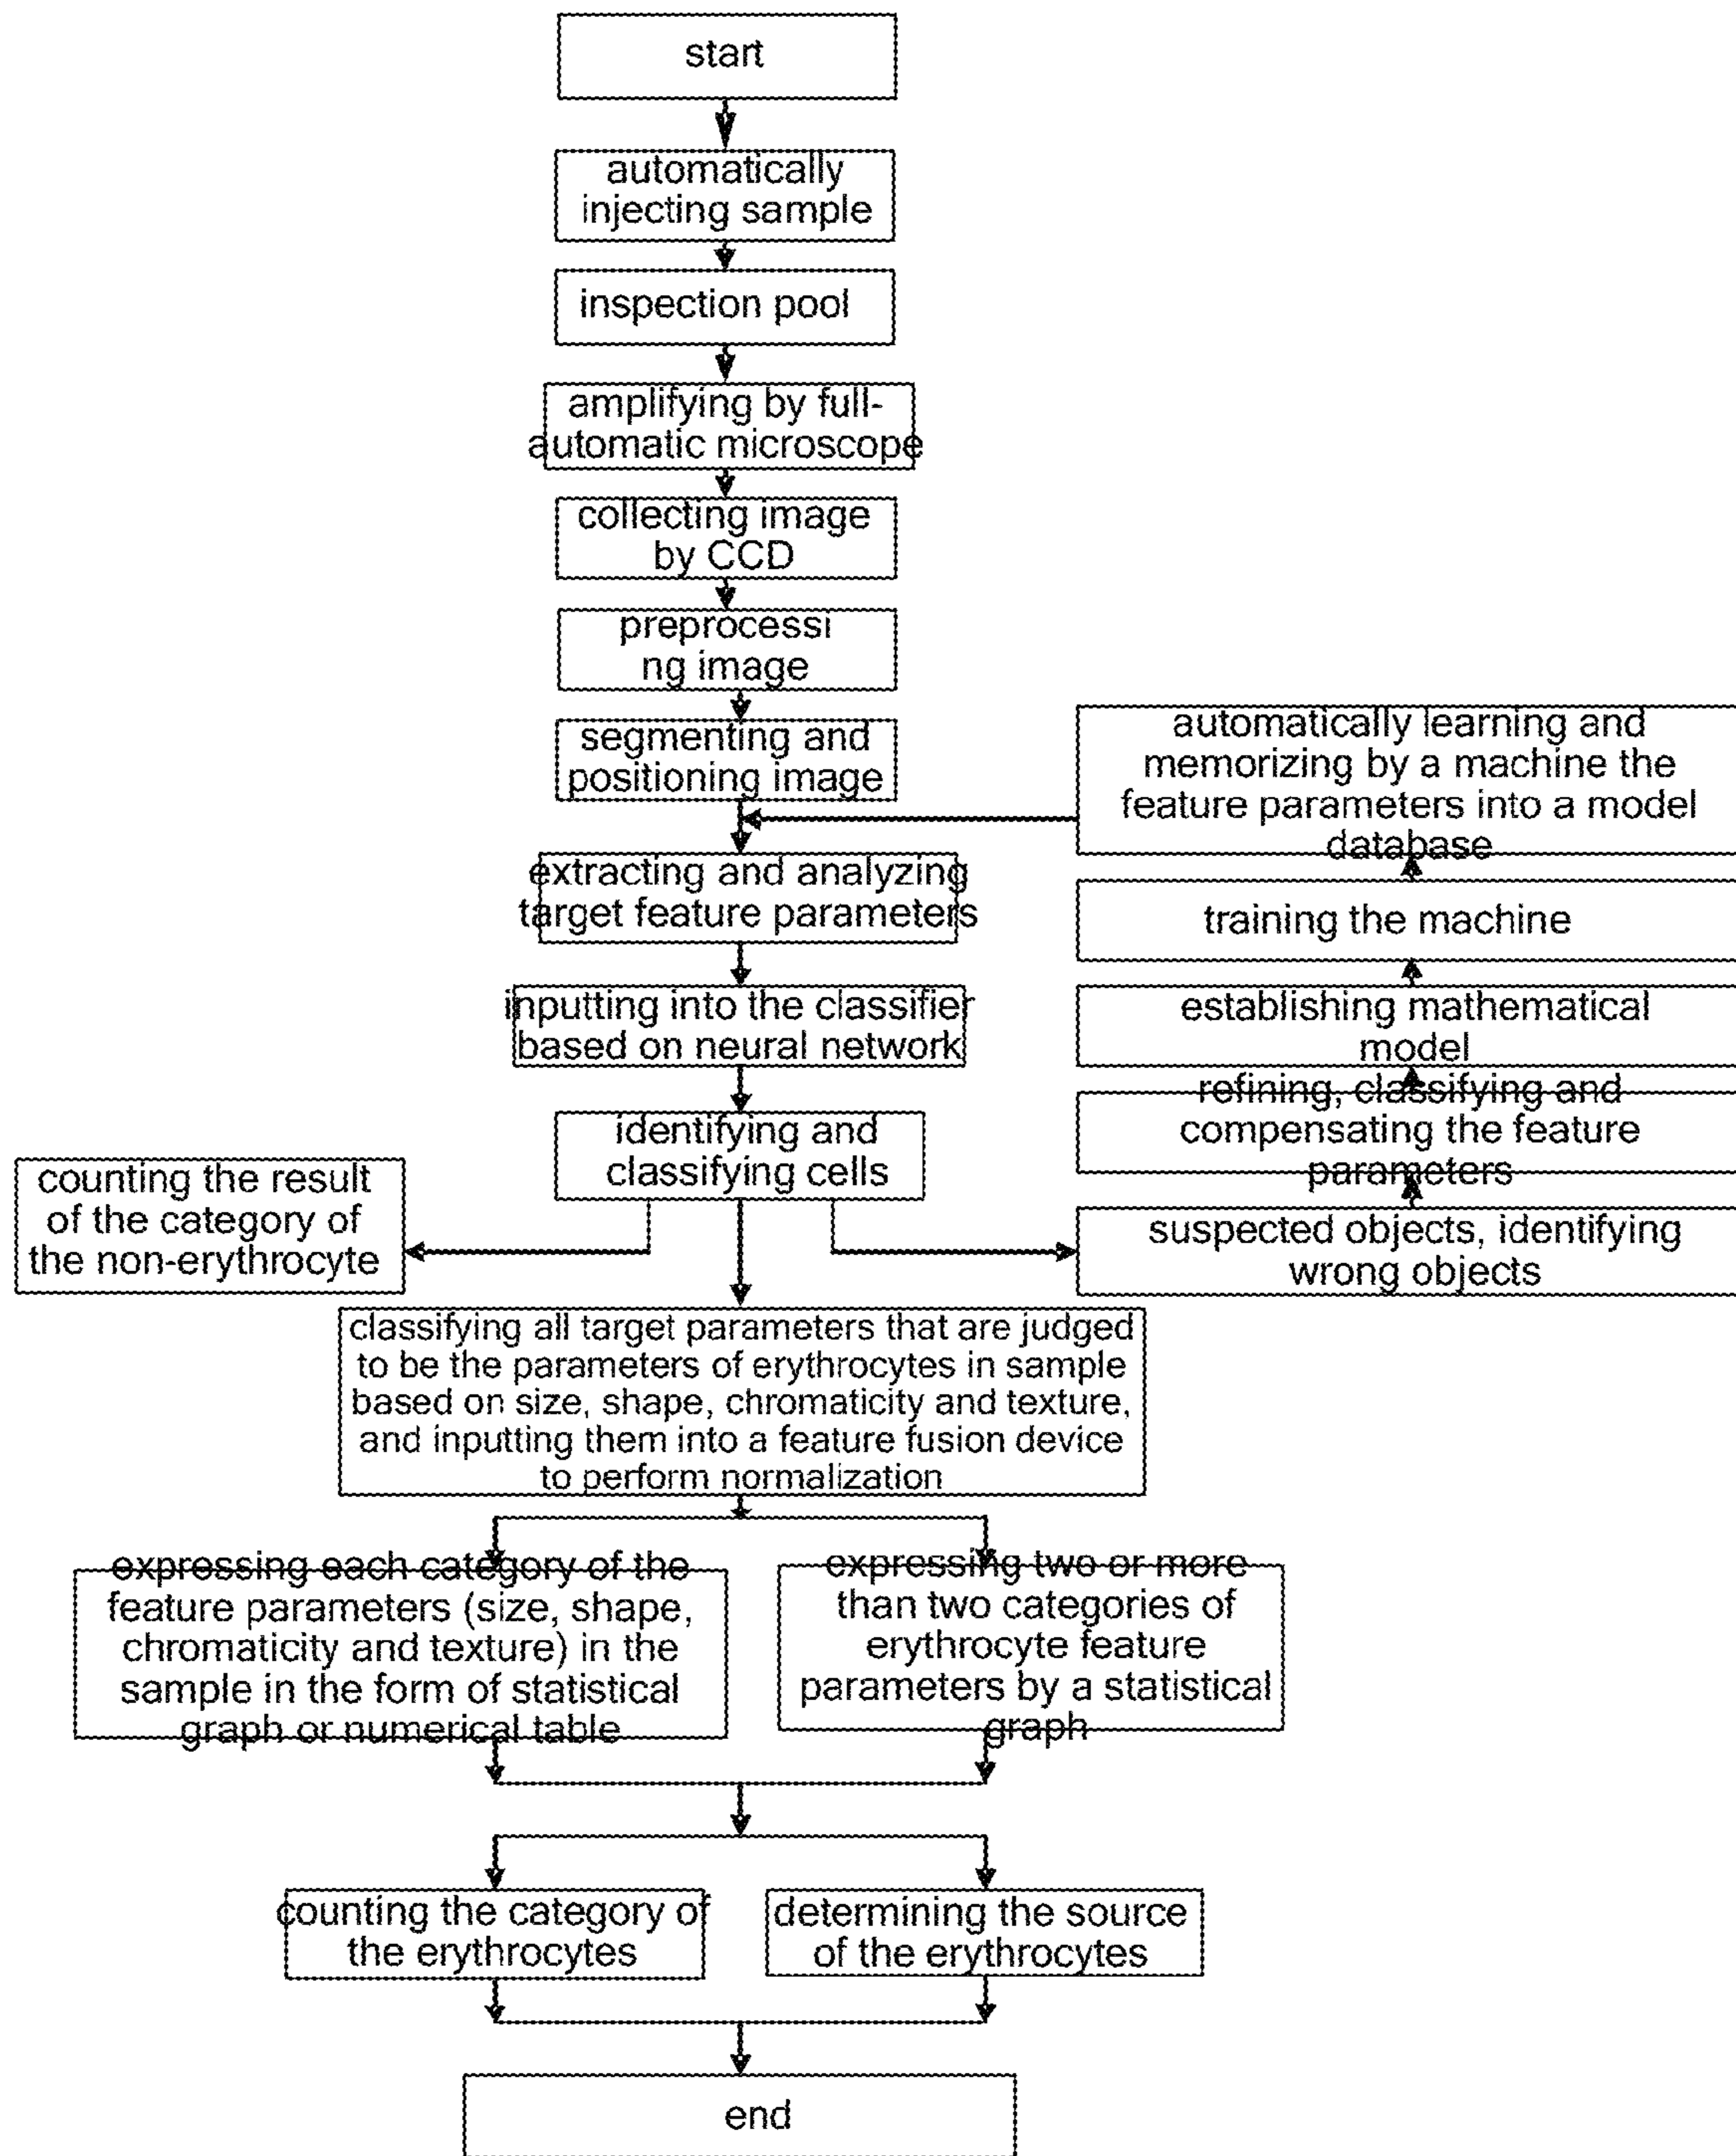 start
automatically
injecting sample
inspection pool
amplifying by full-
automatic microscope
collecting image
by CCD
preprocessi
ng image
segmenting and
positioning image
automatically learning and
memorizing by a machine the
feature parameters into a model
database
extracting and analyzing
target feature parameters
training the machine
inputting into the classifier
based on neural network
establishing mathematical
model
refining, classifying and
compensating the feature
parameters
identifying and
classifying cells
counting the result
of the category of
the non-erythrocyte
suspected objects, identifying
wrong objects
classifying all target parameters that are judged
to be the parameters of erythrocytes in sample
based on size, shape, chromaticity and texture,
and inputting them into a feature fusion device
to perform normalization
expressing each category of the
feature parameters (size, shape,
chromaticity and texture) in the
sample in the form of statistical
graph or numerical table
expressing two or more
than two categories of
erythrocyte feature
parameters by a statistical
graph
counting the category of
the erythrocytes
determining the source
of the erythrocytes
end